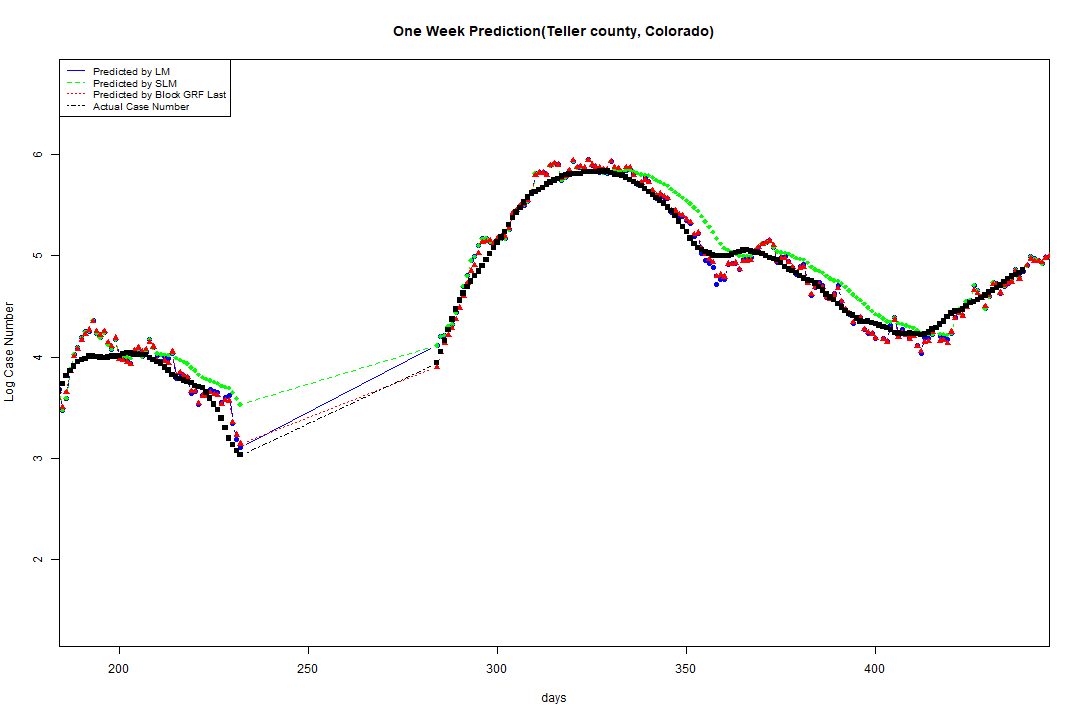 One Week Prediction(Teller county, Colorado)
Predicted by LM
Predicted by SLM
Predicted by Block GRF Last
Actual Case Number
Log Case Number
6
5
4
3
2
200 250 300 350 400
days